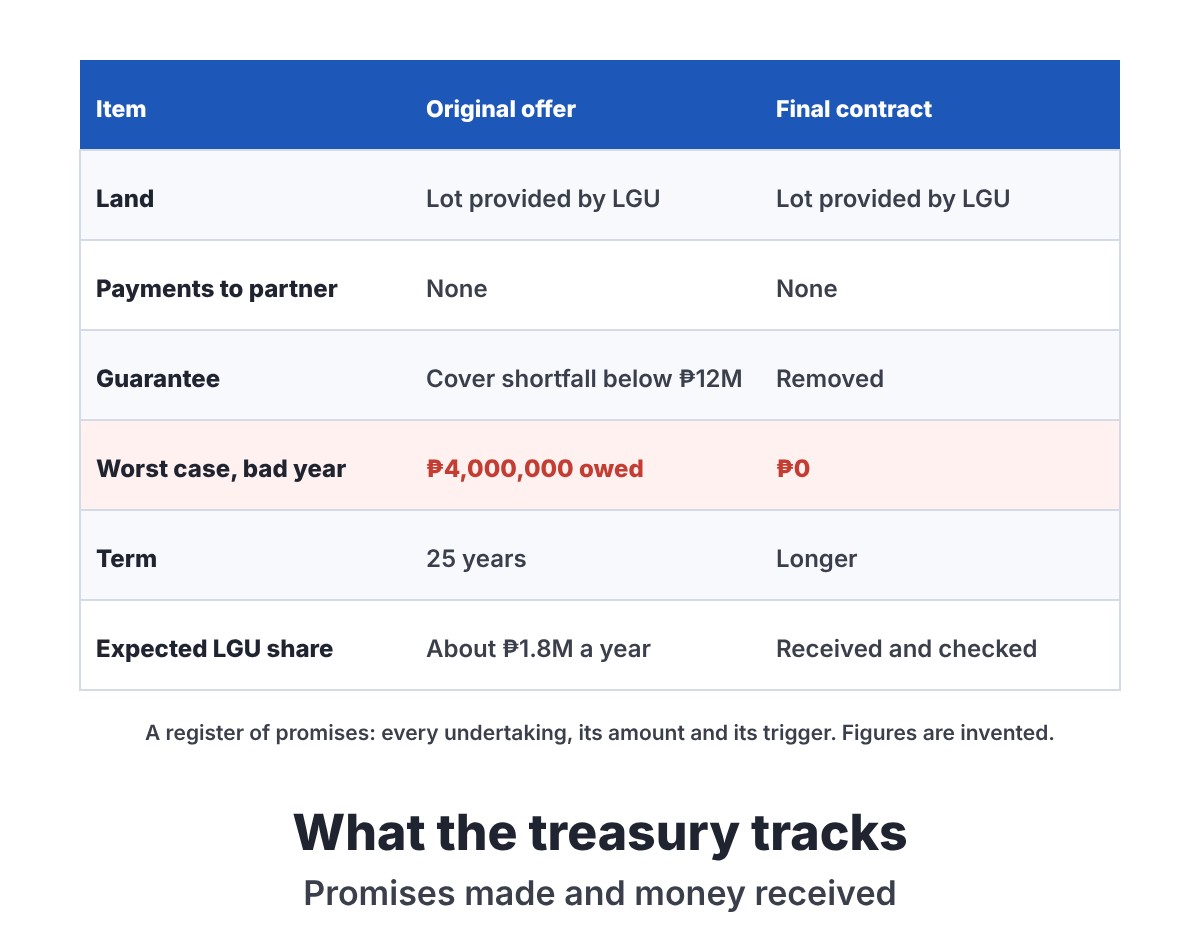 Item Original offer Final contract
Land Lot provided by LGU Lot provided by LGU
Payments to partner None None
Guarantee Cover shortfall below ₱12M Removed
Worst case, bad year ₱4,000,000 owed ₱0
Term 25 years Longer
Expected LGU share About ₱1.8M a year Received and checked
A register of promises: every undertaking, its amount and its trigger. Figures are invented.
What the treasury tracks
Promises made and money received